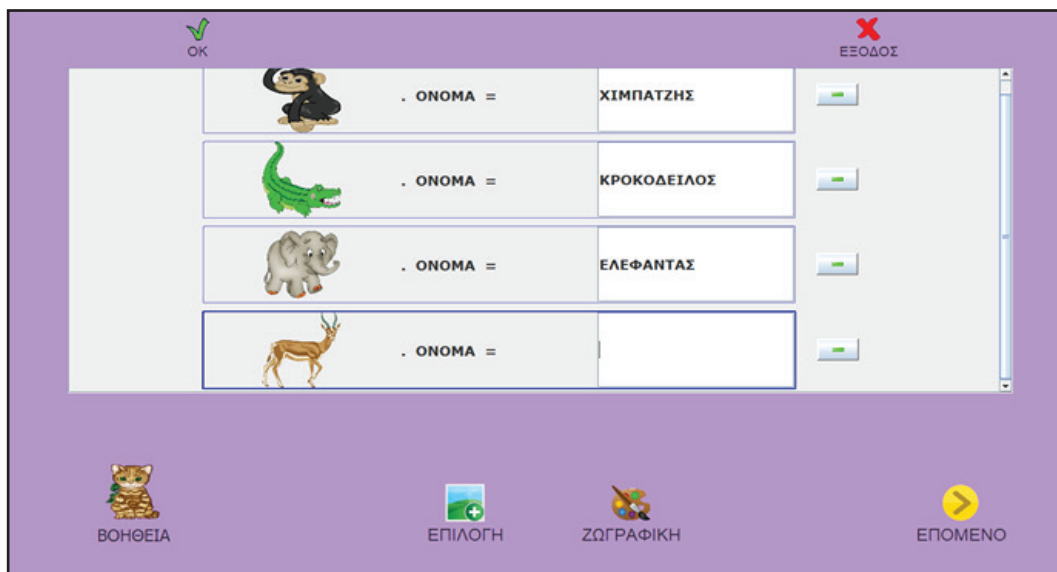 OK
ΕΞΟΔΟΣ
. ΟΝΟΜΑ = ΧΙΜΠΑΤΖΗΣ
. ΟΝΟΜΑ = ΚΡΟΚΟΔΕΙΛΟΣ
. ΟΝΟΜΑ = ΕΛΕΦΑΝΤΑΣ
. ΟΝΟΜΑ =
ΒΟΗΘΕΙΑ
ΕΠΙΛΟΓΗ
ΖΩΓΡΑΦΙΚΗ
ΕΠΟΜΕΝΟ